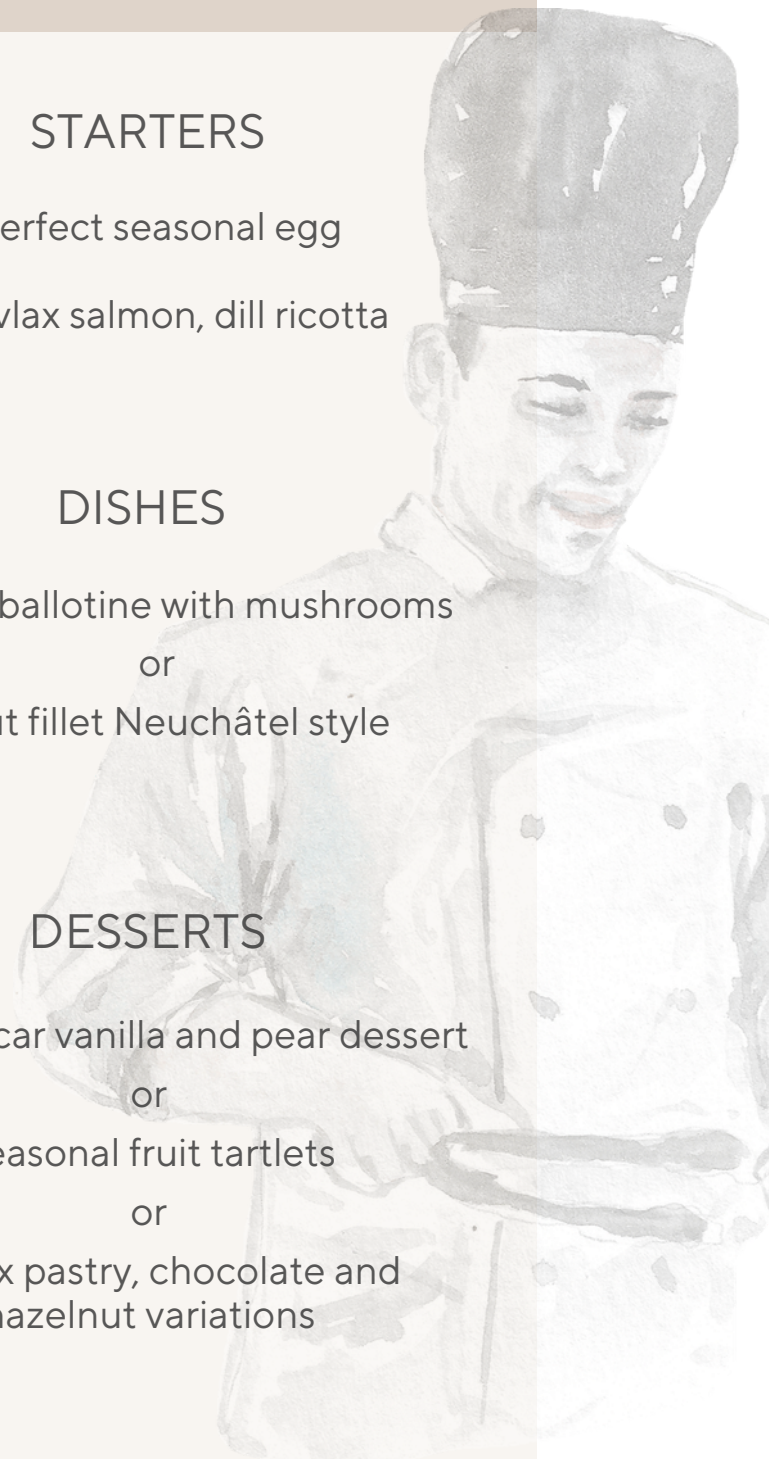 STARTERS
erfect seasonal egg
vlax salmon, dill ricotta
DISHES
ballotine with mushrooms
or
ut fillet Neuchâtel style
DESSERTS
car vanilla and pear dessert
or
easonal fruit tartlets
or
x pastry, chocolate and
hazelnut variations